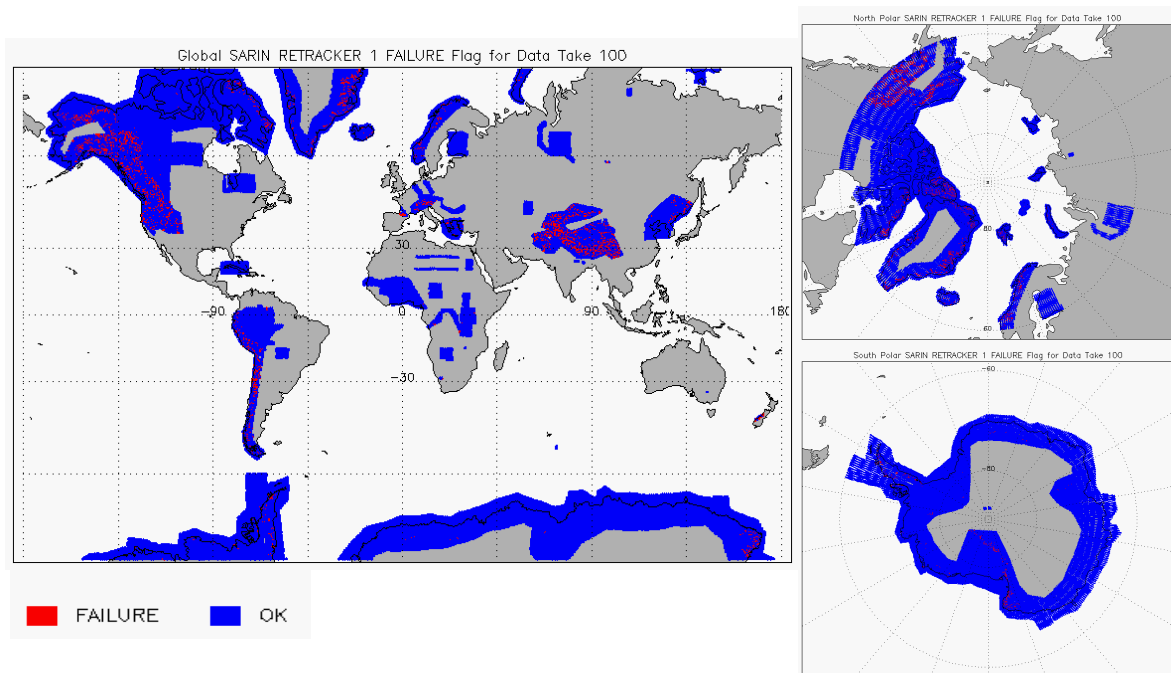 Global SARIN RETRACKER 1 FAILURE Flag for Data Take 100
30
-90
0
90
180
-30
FAILURE
OK
North Polar SARIN RETRACKER 1 FAILURE Flag for Data Take 100
80
60
South Polar SARIN RETRACKER 1 FAILURE Flag for Data Take 100
-60
-80